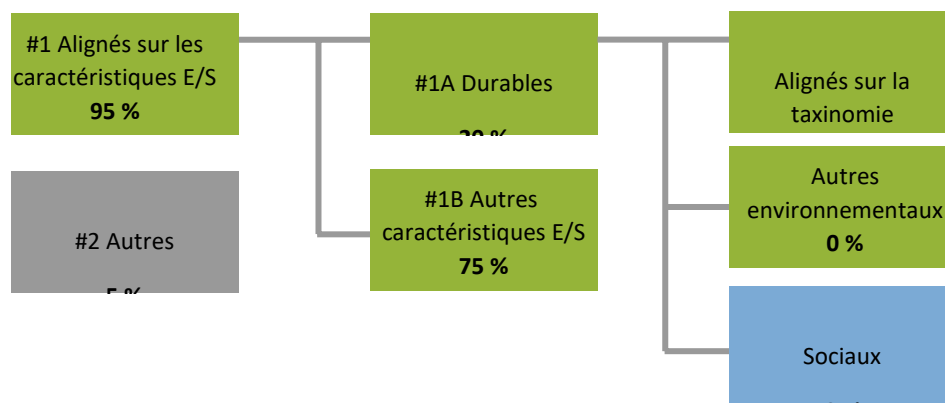 #1 Alignés sur les
caractéristiques E/S
95 %
#1A Durables
Alignés sur la
taxinomie
#2 Autres
#1B Autres
caractéristiques E/S
75 %
Autres
environnementaux
0 %
Sociaux